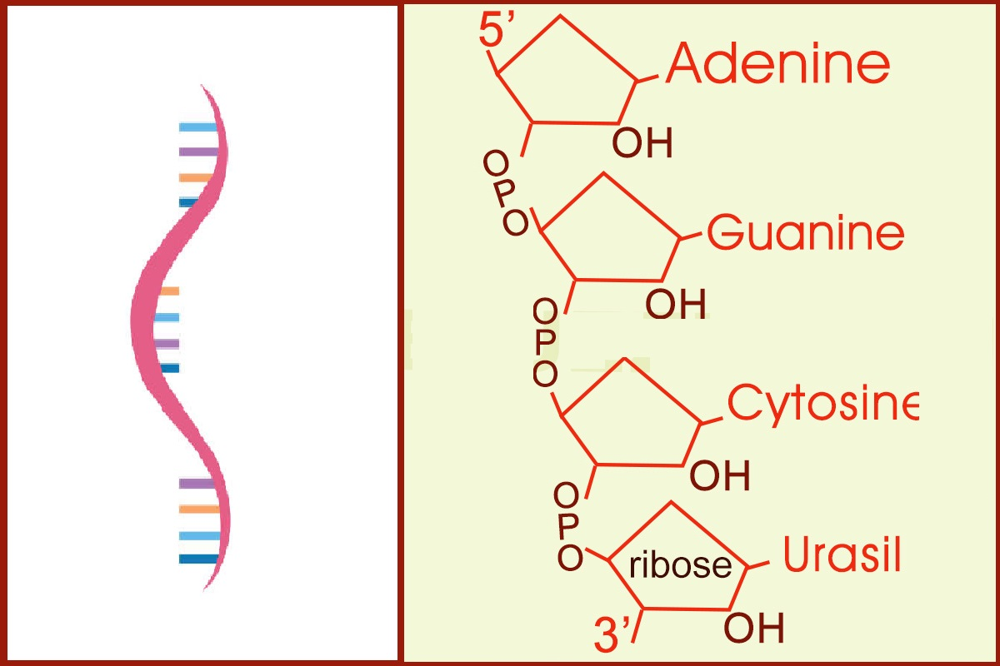 5’
Adenine
OH
O
P
O
Guanine
OH
O
P
O
Cytosine
OH
O
P
O
ribose
Urasil
OH
3’